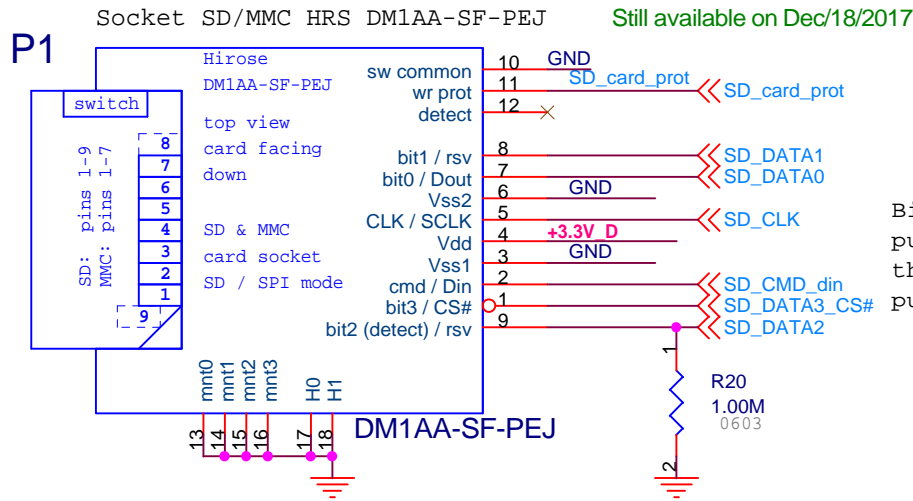 Socket SD/MMC HRS DM1AA-SF-PEJ
Still available on Dec/18/2017
P1
Hirose
DM1AA-SF-PEJ
switch
top view
card facing
down
SD: pins 1-9
MMC: pins 1-7
8
7
6
5
4
3
2
1
9
SD & MMC
card socket
SD / SPI mode
sw common 10 GND
wr prot 11 SD_card_prot SD_card_prot
detect 12
bit1 / rsv 8 SD_DATA1
bit0 / Dout 7 SD_DATA0
Vss2 6 GND
CLK / SCLK 5 SD_CLK
Vdd 4 +3.3V_D
Vss1 3 GND
cmd / Din 2 SD_CMD_din
bit3 / CS# 1 SD_DATA3_CS#
bit2 (detect) / rsv 9 SD_DATA2
Bi
pu
th
pu
mnt0
mnt1
mnt2
mnt3
H0
H1
13
14
15
16
17
18
DM1AA-SF-PEJ
1
R20
1.00M
0603
2